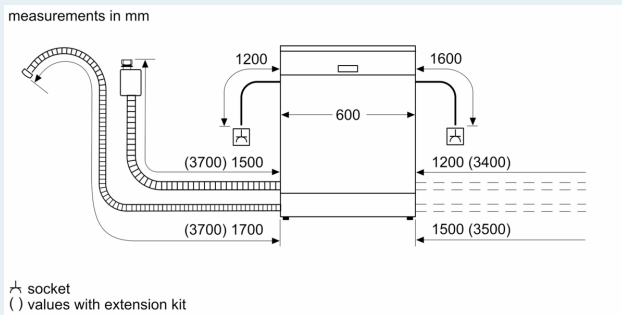 measurements in mm
1200
1600
600
(3700) 1500
1200 (3400)
(3700) 1700
1500 (3500)
socket
( ) values with extension kit